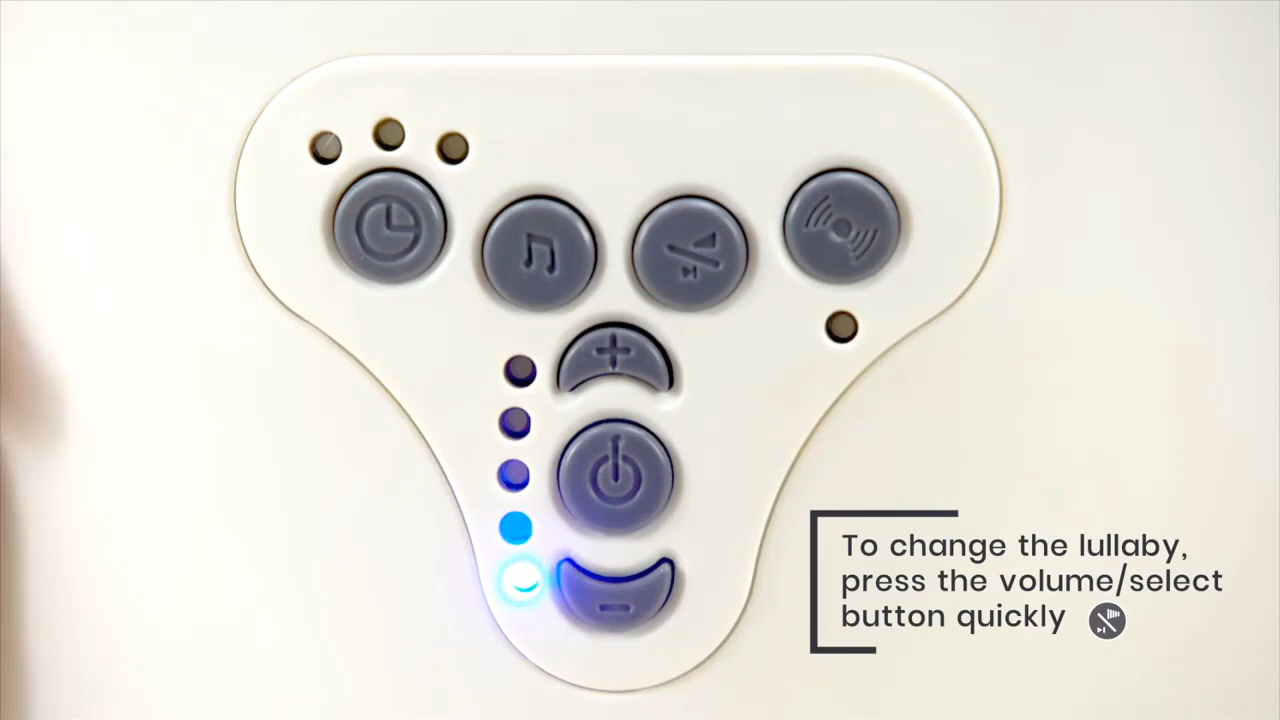 To change the lullaby,
press the volume/select
button quickly